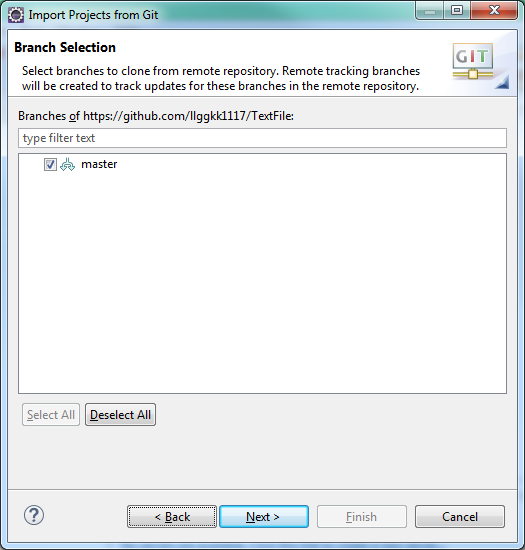 Import Projects from Git
Branch Selection
Select branches to clone from remote repository. Remote tracking branches
will be created to track updates for these branches in the remote repository.
GIT
Branches of https://github.com/llggkk1117/TextFile:
type filter text
master
Select All
Deselect All
?
< Back
Next >
Finish
Cancel